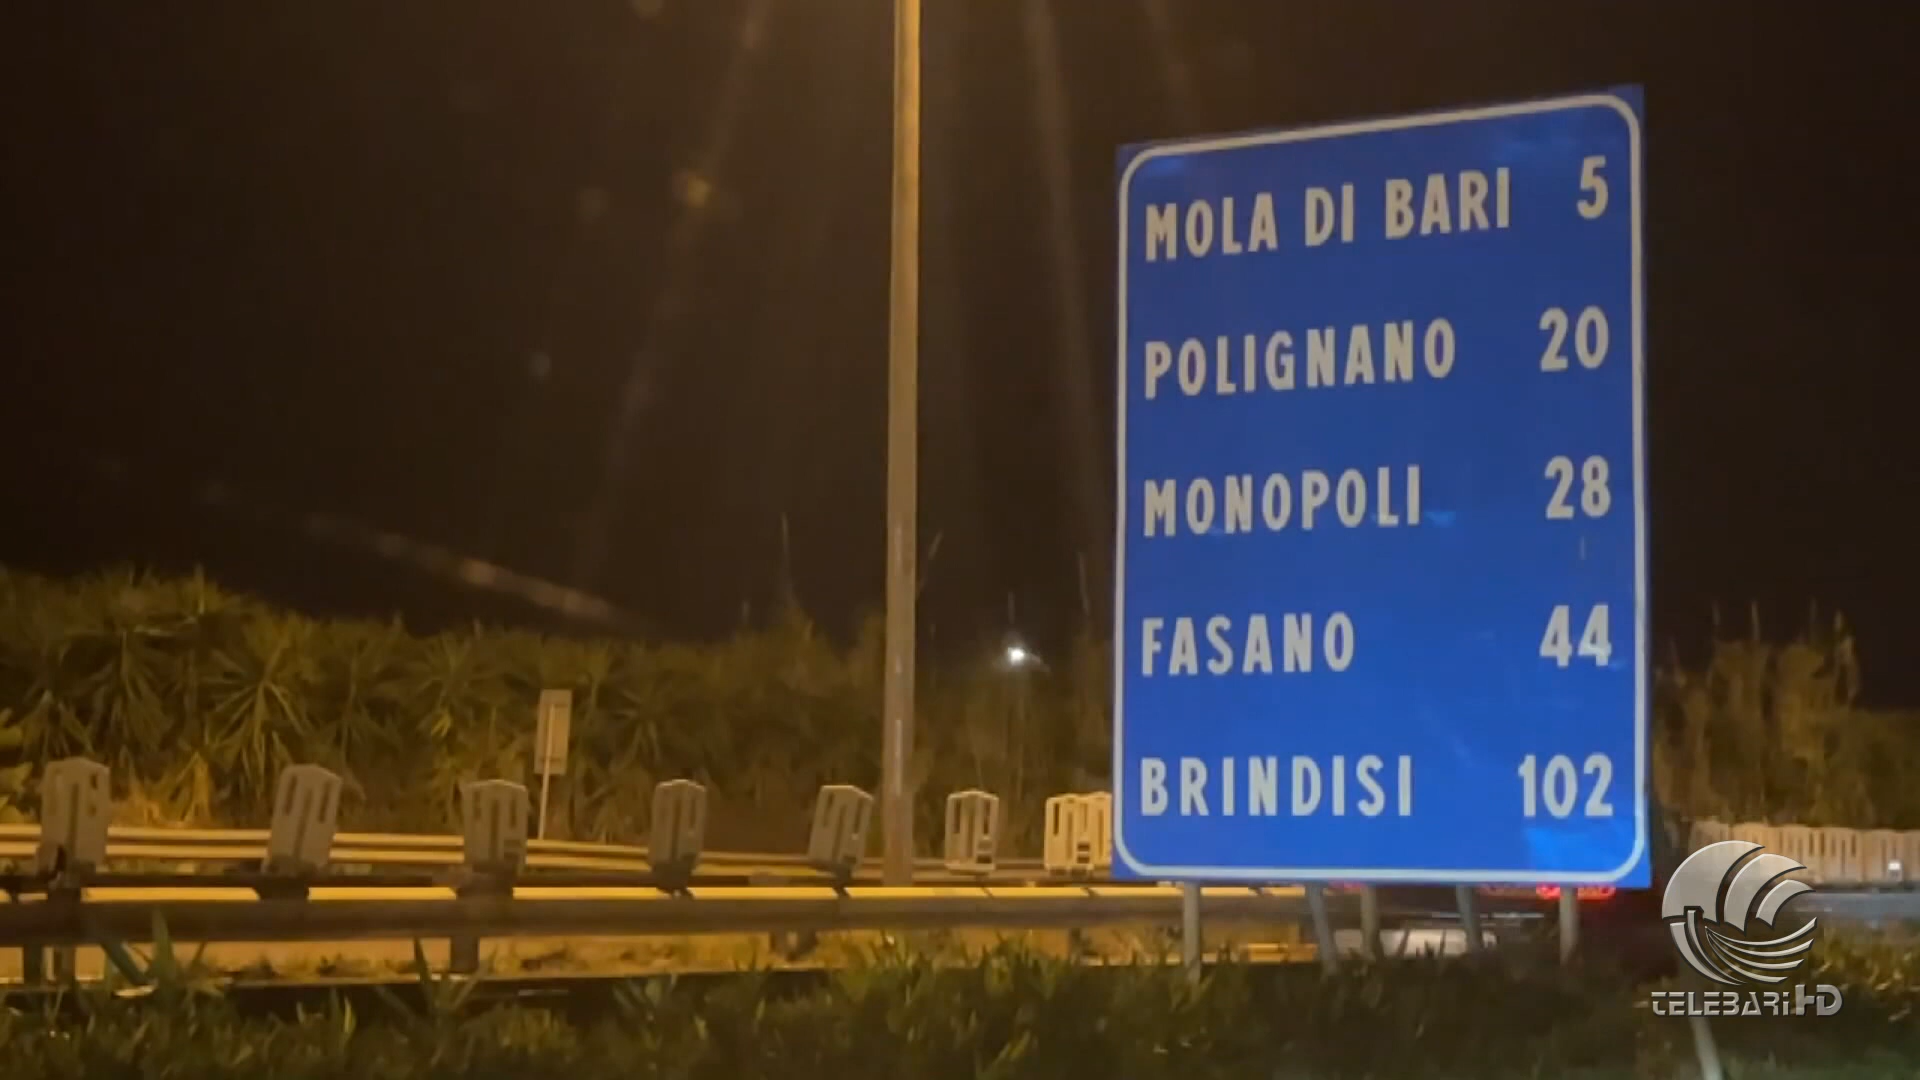 MOLA DI BARI 5
POLIGNANO 20
MONOPOLI 28
FASANO 44
BRINDISI 102
TELEBARI HD